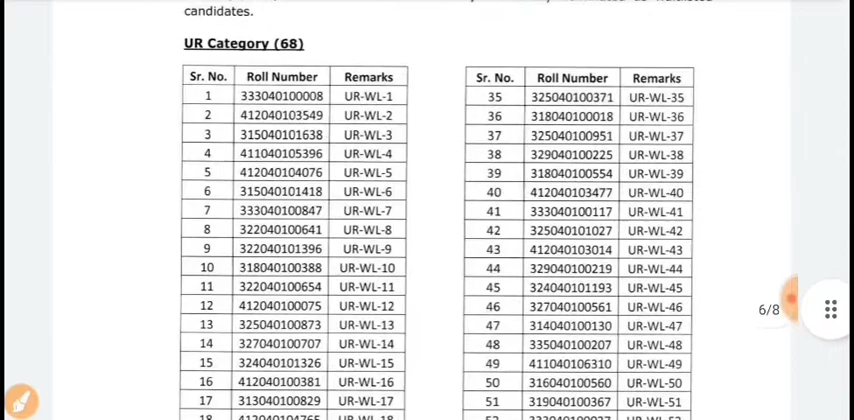 candidates.
UR Category (68)
Sr. No. Roll Number Remarks
1 333040100008 UR-WL-1
2 412040103549 UR-WL-2
3 315040101638 UR-WL-3
4 411040105396 UR-WL-4
5 412040104076 UR-WL-5
6 315040101418 UR-WL-6
7 333040100847 UR-WL-7
8 322040100641 UR-WL-8
9 322040101396 UR-WL-9
10 318040100388 UR-WL-10
11 322040100654 UR-WL-11
12 412040100075 UR-WL-12
13 325040100873 UR-WL-13
14 327040100707 UR-WL-14
15 324040101326 UR-WL-15
16 412040100381 UR-WL-16
17 313040100829 UR-WL-17
18 412040104765 UR-WL-18
Sr. No. Roll Number Remarks
35 325040100371 UR-WL-35
36 318040100018 UR-WL-36
37 325040100951 UR-WL-37
38 329040100225 UR-WL-38
39 318040100554 UR-WL-39
40 412040103477 UR-WL-40
41 333040100117 UR-WL-41
42 325040101027 UR-WL-42
43 412040103014 UR-WL-43
44 329040100219 UR-WL-44
45 324040101193 UR-WL-45
46 327040100561 UR-WL-46
47 314040100130 UR-WL-47
48 335040100207 UR-WL-48
49 411040106310 UR-WL-49
50 316040100560 UR-WL-50
51 319040100367 UR-WL-51
6/8